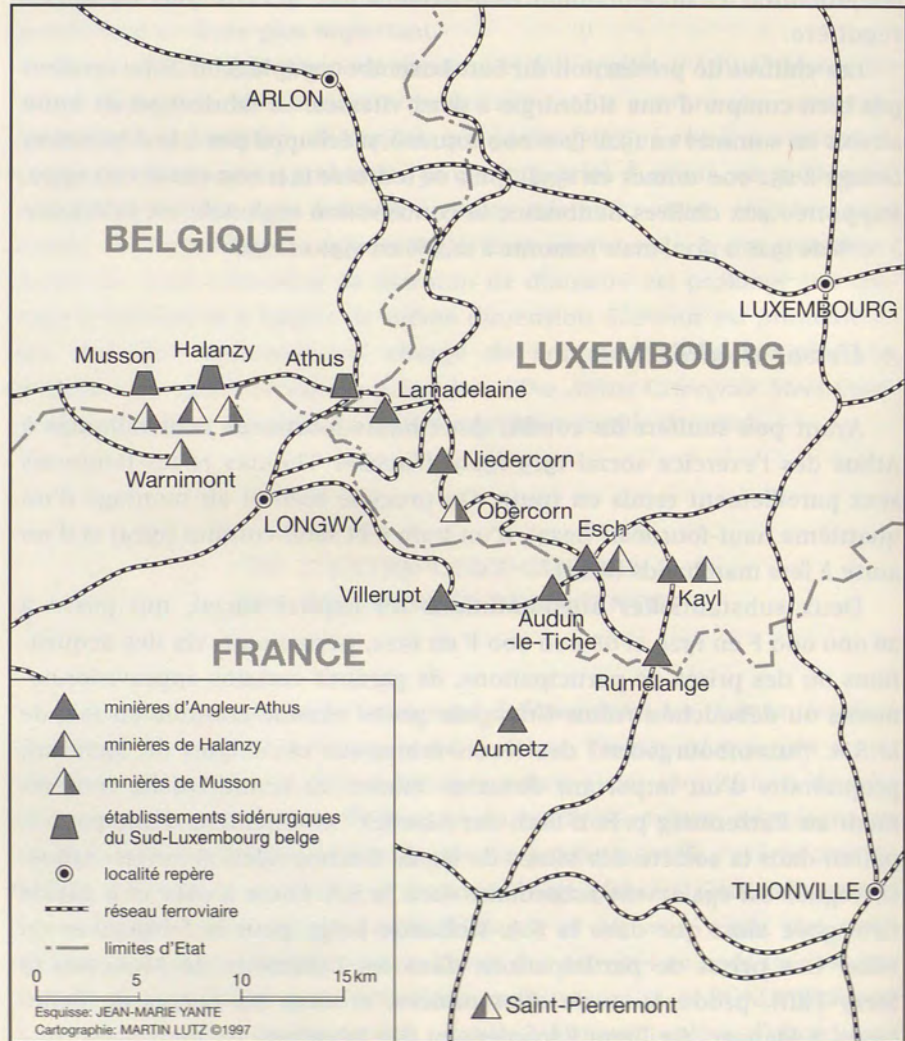 ARLON
BELGIQUE
LUXEMBOURG
Musson
Halanzy
Athus
LUXEMBOURG
Lamadelaine
Warnimont
Niedercorn
LONGWY
Obercorn
Esch
Villerupt
Audun
-le-Tiche
Kayl
FRANCE
Rumelange
Aumetz
minières d'Angleur-Athus
minières de Halanzy
minières de Musson
établissements sidérurgiques
du Sud-Luxembourg belge
localité repère
réseau ferroviaire
limites d'Etat
THIONVILLE
0 5 10 15 km
Saint-Pierremont
Esquisse: JEAN-MARIE YANTE
Cartographie: MARTIN LUTZ ©1997